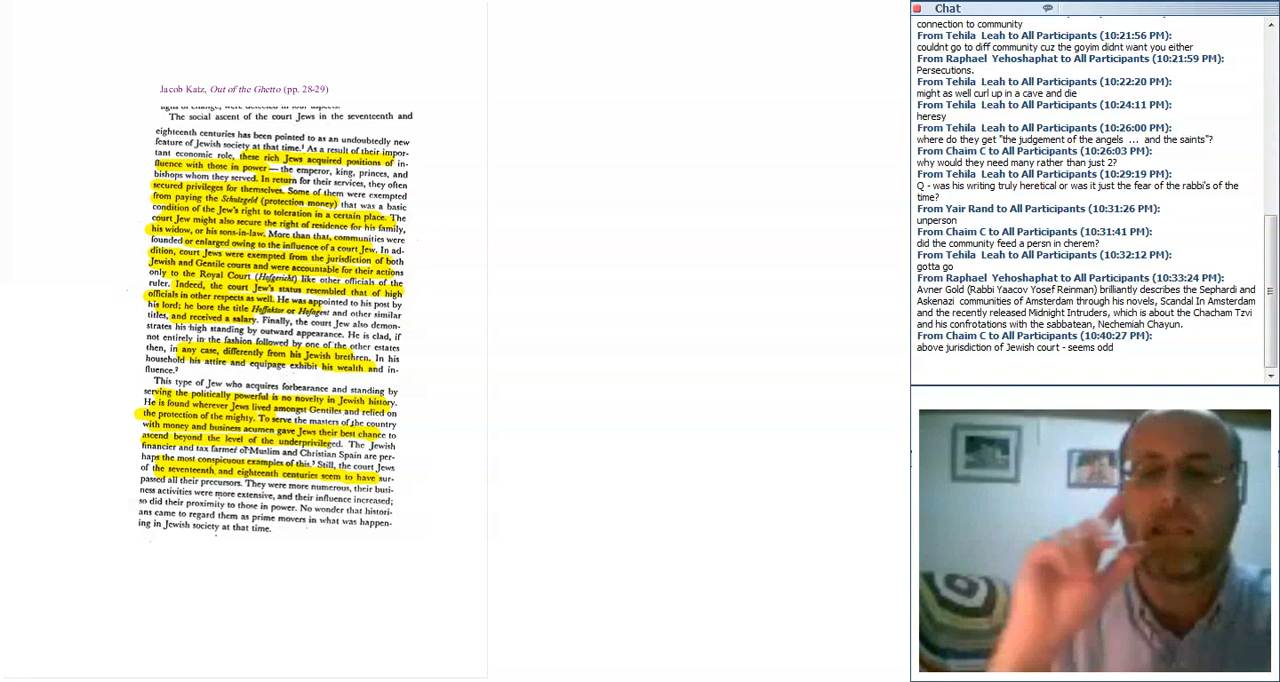 Jacob Katz, Out of the Ghetto (pp. 28-29)
The social ascent of the court Jews in the seventeenth and
eighteenth centuries has been pointed to as an undoubtedly new
feature of Jewish society at that time.¹ As a result of their impor-
tant economic role, these rich Jews acquired positions of in-
fluence with those in power—the emperor, king, princes, and
bishops whom they served. In return for their services, they often
secured privileges for themselves. Some of them were exempted
from paying the Schutzgeld (protection money) that was a basic
condition of the Jew's right to toleration in a certain place. The
court Jew might also secure the right of residence for his family,
his widow, or his sons-in-law. More than that, communities were
founded or enlarged owing to the influence of a court Jew. In ad-
dition, court Jews were exempted from the jurisdiction of both
Jewish and Gentile courts and were accountable for their actions
only to the Royal Court (Hofgericht) like other officials of the
ruler. Indeed, the court Jew's status resembled that of high
officials in other respects as well. He was appointed to his post by
his lord; he bore the title Hoffaktor or Hofagent and other similar
titles, and received a salary. Finally, the court Jew also demon-
strates his high standing by outward appearance. He is clad, if
not entirely in the fashion followed by one of the other estates
then, in any case, differently from his Jewish brethren. In his
household his attire and equipage exhibit his wealth and in-
fluence.²
This type of Jew who acquires forbearance and standing by
serving the politically powerful is no novelty in Jewish history.
He is found wherever Jews lived amongst Gentiles and relied on
the protection of the mighty. To serve the masters of the country
with money and business acumen gave Jews their best chance to
ascend beyond the level of the underprivileged. The Jewish
financier and tax farmer of Muslim and Christian Spain are per-
haps the most conspicuous examples of this.³ Still, the court Jews
of the seventeenth and eighteenth centuries seem to have sur-
passed all their precursors. They were more numerous, their busi-
ness activities were more extensive, and their influence increased;
so did their proximity to those in power. No wonder that histori-
ans came to regard them as prime movers in what was happen-
ing in Jewish society at that time.
Chat
connection to community
From Tehila Leah to All Participants (10:21:56 PM):
couldnt go to diff community cuz the goyim didnt want you either
From Raphael Yehoshaphat to All Participants (10:21:59 PM):
Persecutions.
From Tehila Leah to All Participants (10:22:20 PM):
might as well curl up in a cave and die
From Tehila Leah to All Participants (10:24:11 PM):
heresy
From Tehila Leah to All Participants (10:26:00 PM):
where do they get "the judgement of the angels ... and the saints"?
From Chaim C to All Participants (10:26:03 PM):
why would they need many rather than just 2?
From Tehila Leah to All Participants (10:29:19 PM):
Q - was his writing truly heretical or was it just the fear of the rabbi's of the
time?
From Yair Rand to All Participants (10:31:26 PM):
unperson
From Chaim C to All Participants (10:31:41 PM):
did the community feed a persn in cherem?
From Tehila Leah to All Participants (10:32:12 PM):
gotta go
From Raphael Yehoshaphat to All Participants (10:33:24 PM):
Avner Gold (Rabbi Yaacov Yosef Reinman) brilliantly describes the Sephardi and
Askenazi communities of Amsterdam through his novels, Scandal In Amsterdam
and the recently released Midnight Intruders, which is about the Chacham Tzvi
and his confrotations with the sabbatean, Nechemiah Chayun.
From Chaim C to All Participants (10:40:27 PM):
above jurisdiction of Jewish court - seems odd